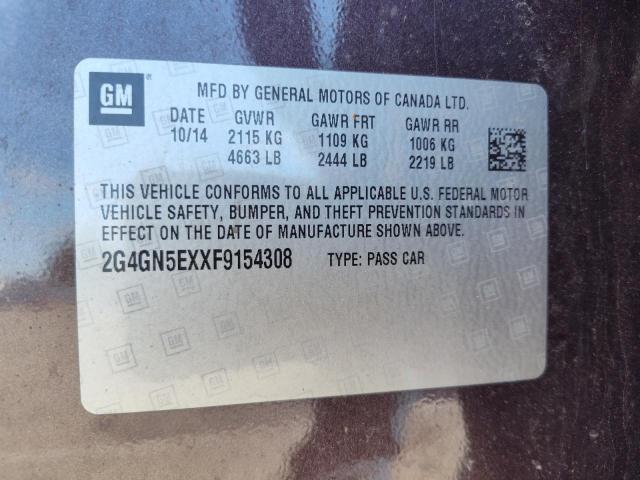 GM
MFD BY GENERAL MOTORS OF CANADA LTD.
DATE GVWR GAWR FRT GAWR RR
10/14 2115 KG 1109 KG 1006 KG
4663 LB 2444 LB 2219 LB
THIS VEHICLE CONFORMS TO ALL APPLICABLE U.S. FEDERAL MOTOR
VEHICLE SAFETY, BUMPER, AND THEFT PREVENTION STANDARDS IN
EFFECT ON THE DATE OF MANUFACTURE SHOWN ABOVE.
2G4GN5EXXF9154308 TYPE: PASS CAR